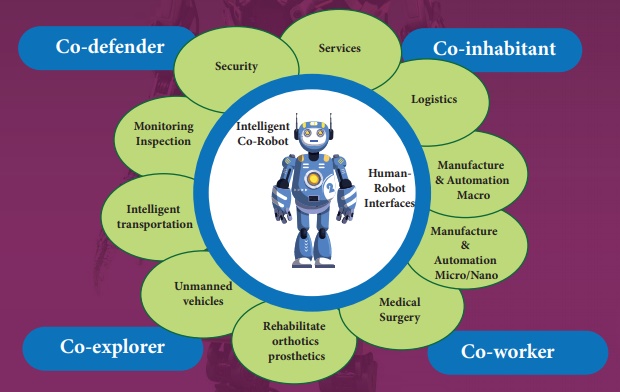 Co-defender
Co-inhabitant
Services
Security
Logistics
Monitoring
Inspection
Intelligent
Co-Robot
Human-
Robot
Interfaces
Manufacture
& Automation
Macro
Intelligent
transportation
Manufacture
&
Automation
Micro/Nano
Unmanned
vehicles
Medical
Surgery
Rehabilitate
orthotics
prosthetics
Co-explorer
Co-worker